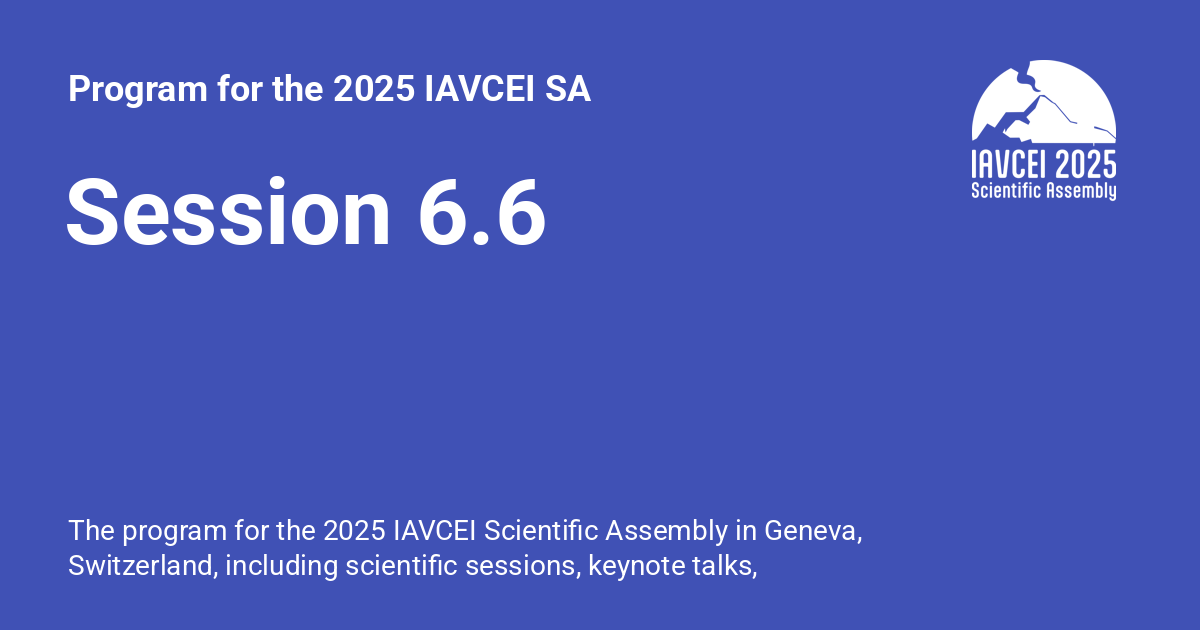 Program for the 2025 IAVCEI SA
IAVCEI 2025
Scientific Assembly
Session 6.6
The program for the 2025 IAVCEI Scientific Assembly in Geneva,
Switzerland, including scientific sessions, keynote talks,